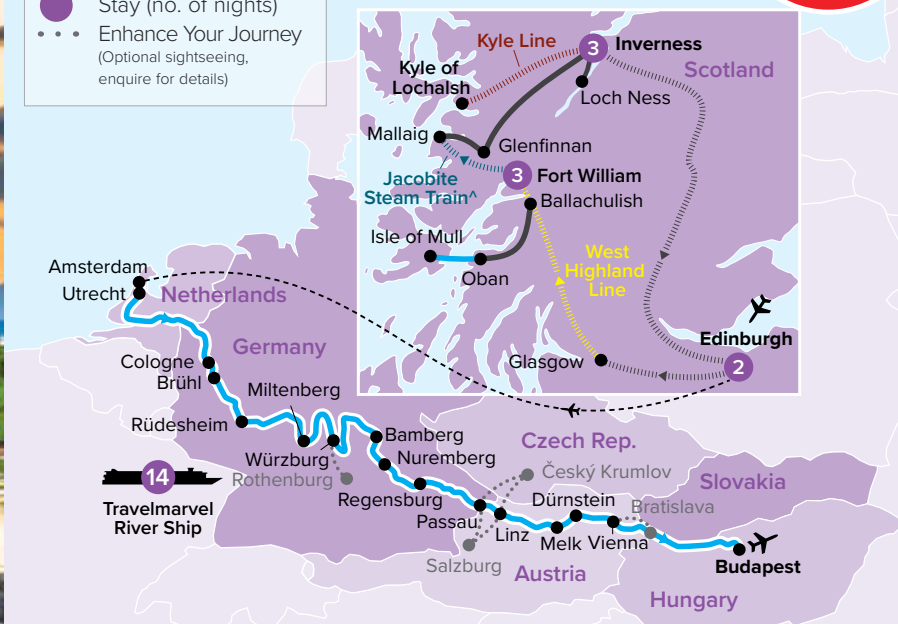 Stay (no. of nights)
Enhance Your Journey
(Optional sightseeing,
enquire for details)
Kyle Line
3
Inverness
Scotland
Kyle of
Lochalsh
Loch Ness
Mallaig
Glenfinnan
Jacobite
Steam Train^
3
Fort William
Ballachulish
Isle of Mull
Oban
West
Highland
Line
Edinburgh
Glasgow
2
Amsterdam
Utrecht
Netherlands
Germany
Cologne
Brühl
Miltenberg
Rüdesheim
Bamberg
Würzburg
Nuremberg
Rothenburg
Czech Rep.
Český Krumlov
14
Travelmarvel
River Ship
Regensburg
Slovakia
Passau
Dürnstein
Bratislava
Linz
Melk
Vienna
Salzburg
Austria
Budapest
Hungary